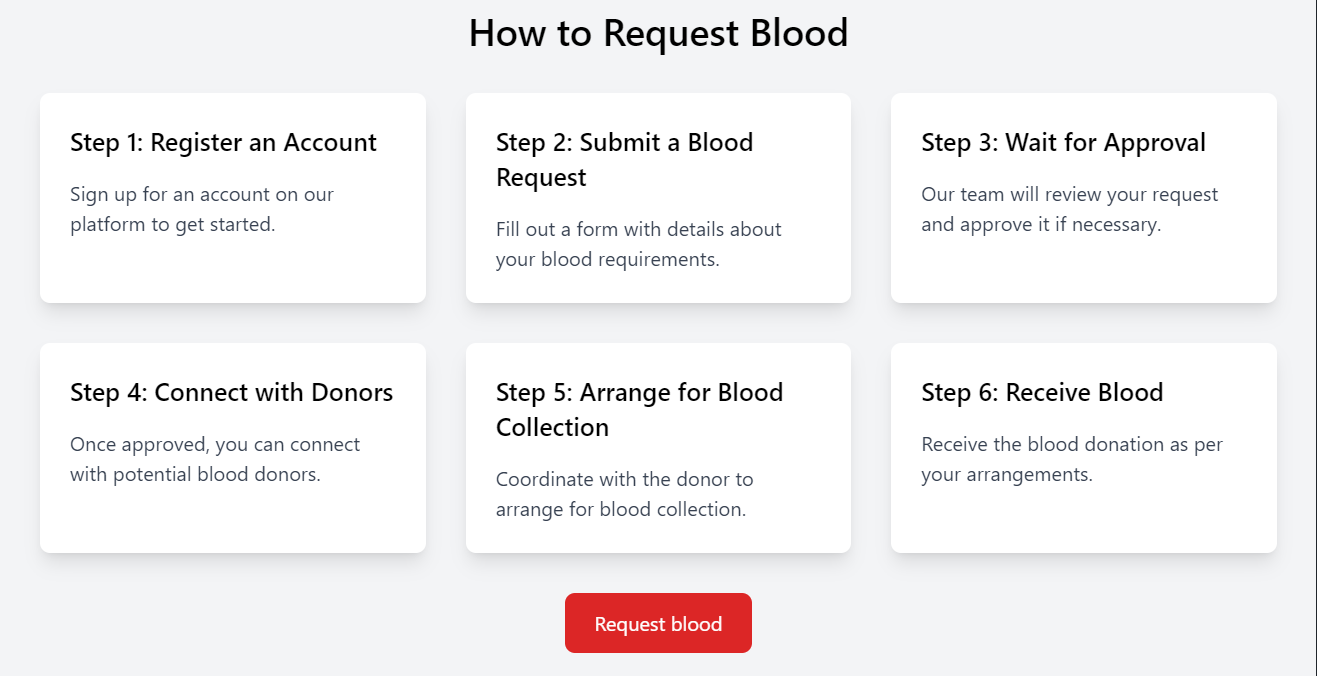 How to Request Blood
Step 1: Register an Account
Sign up for an account on our
platform to get started.
Step 2: Submit a Blood
Request
Fill out a form with details about
your blood requirements.
Step 3: Wait for Approval
Our team will review your request
and approve it if necessary.
Step 4: Connect with Donors
Once approved, you can connect
with potential blood donors.
Step 5: Arrange for Blood
Collection
Coordinate with the donor to
arrange for blood collection.
Step 6: Receive Blood
Receive the blood donation as per
your arrangements.
Request blood